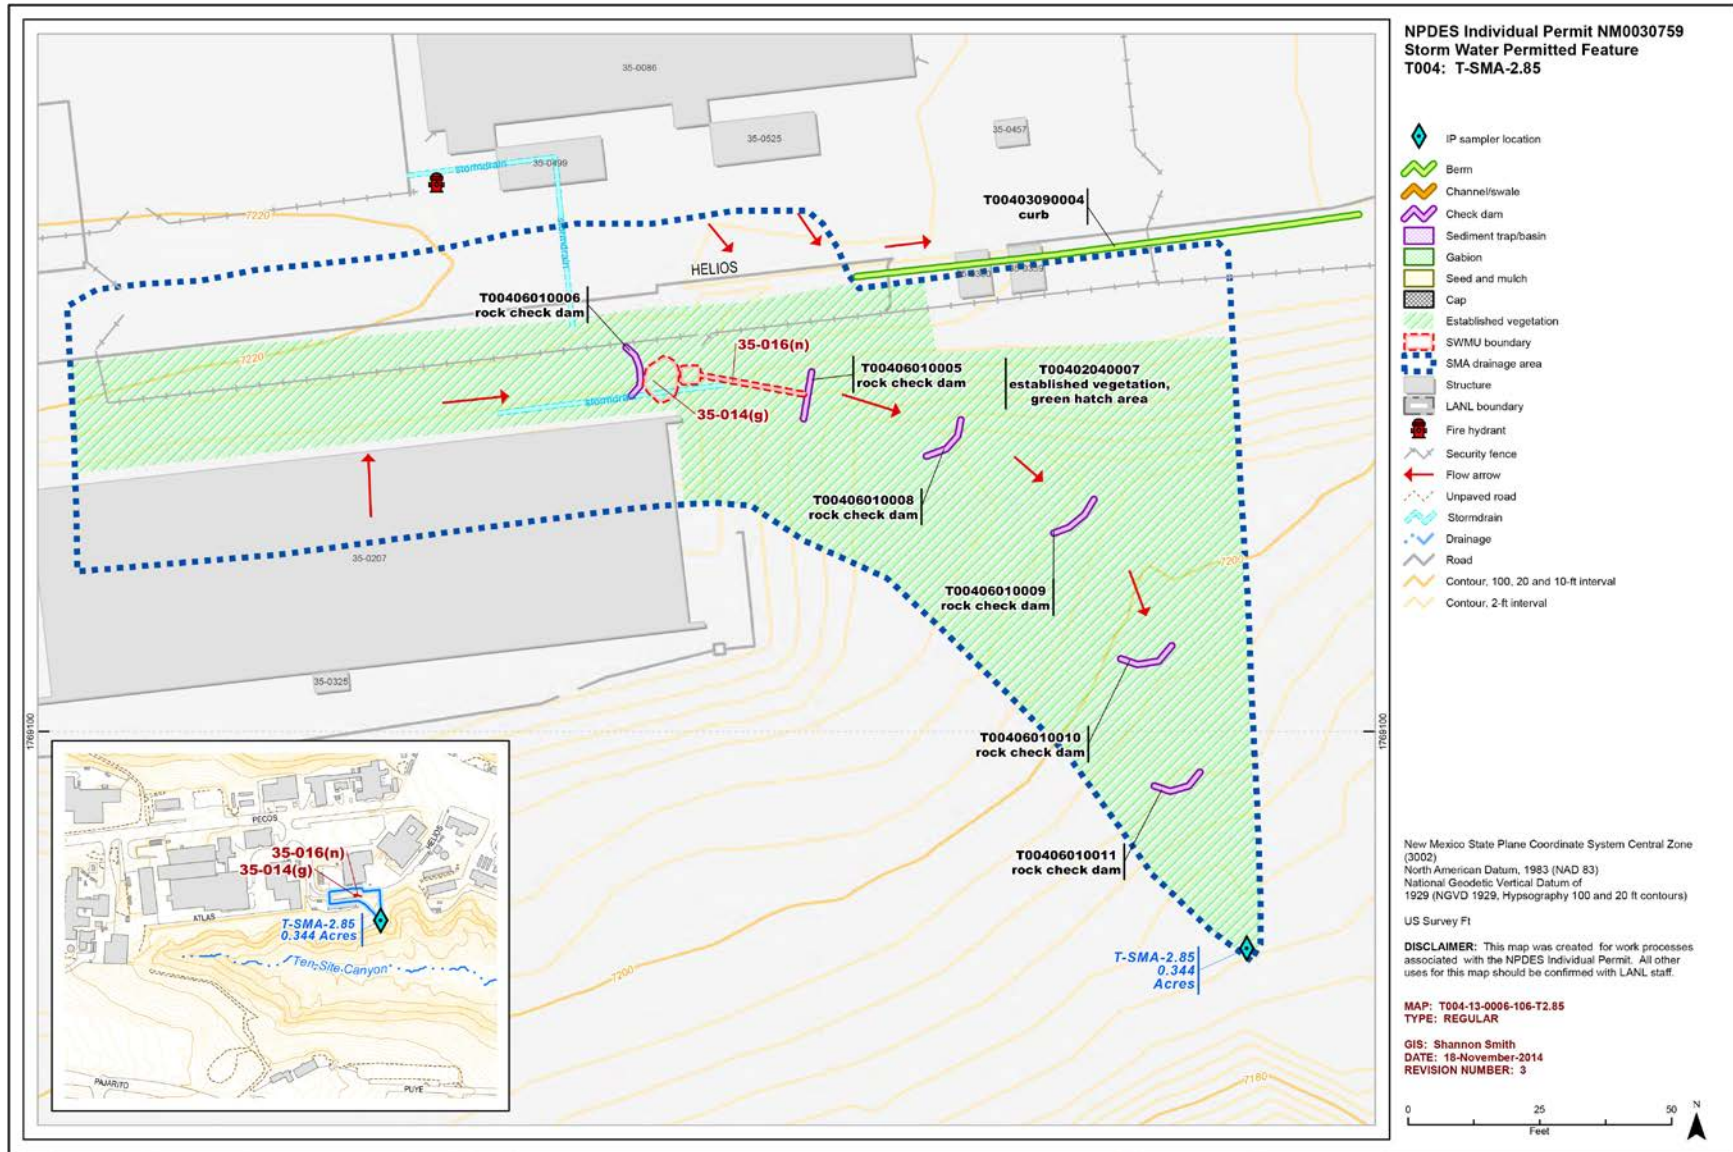 NPDES Individual Permit NM0030759
Storm Water Permitted Feature
T004: T-SMA-2.85
IP sampler location
Berm
Channel/swale
Check dam
Sediment trap/basin
Gabion
Seed and mulch
Cap
Established vegetation
SWMU boundary
SMA drainage area
Structure
LANL boundary
Fire hydrant
Security fence
Flow arrow
Unpaved road
Stormdrain
Drainage
Road
Contour, 100, 20 and 10-ft interval
Contour, 2-ft interval
New Mexico State Plane Coordinate System Central Zone
(3002)
North American Datum, 1983 (NAD 83)
National Geodetic Vertical Datum of
1929 (NGVD 1929, Hypsography 100 and 20 ft contours)
US Survey Ft
DISCLAIMER: This map was created for work processes
associated with the NPDES Individual Permit. All other
uses for this map should be confirmed with LANL staff.
MAP: T004-13-0006-106-T2.85
TYPE: REGULAR
GIS: Shannon Smith
DATE: 18-November-2014
REVISION NUMBER: 3
0 25 50
Feet
N
35-0086
35-0525
35-0457
35-0499
stormdrain
stormdrain
7220
T00403090004
curb
HELIOS
T00406010006
rock check dam
7220
35-016(n)
T00406010005
rock check dam
T00402040007
established vegetation,
green hatch area
35-014(g)
T00406010008
rock check dam
35-0207
T00406010009
rock check dam
35-0325
1769100
1769100
T00406010010
rock check dam
T00406010011
rock check dam
7200
T-SMA-2.85
0.344
Acres
7180
PECOS
HELIOS
35-016(n)
35-014(g)
ATLAS
T-SMA-2.85
0.344 Acres
Ten-Site-Canyon
PAJARITO
PUYE